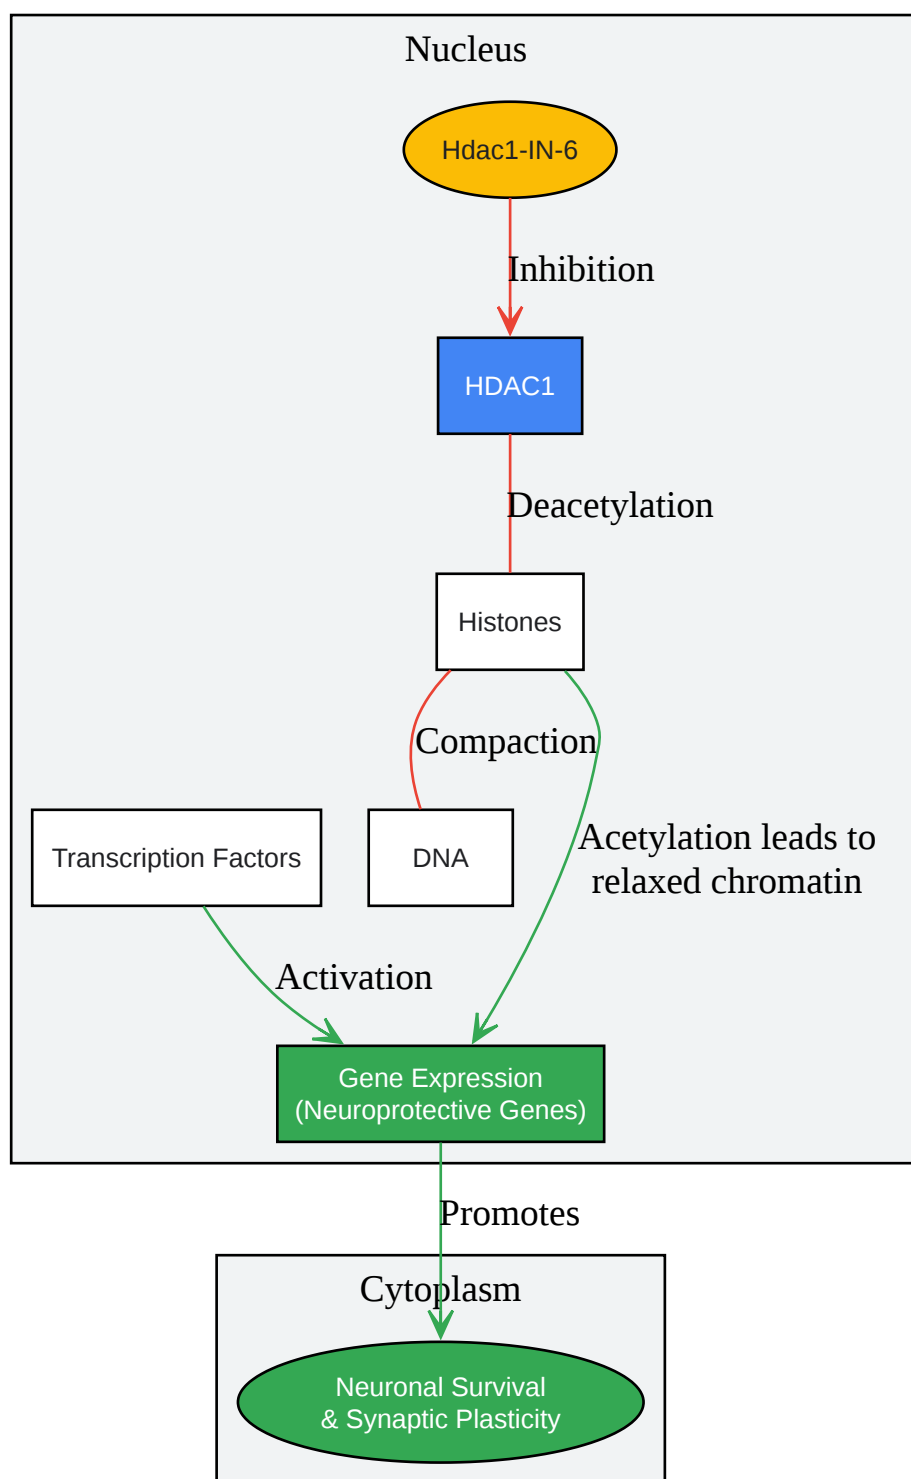 Nucleus
Hdac1-IN-6
Inhibition
HDAC1
Deacetylation
Histones
Compaction
Acetylation leads to
relaxed chromatin
Transcription Factors
DNA
Activation
Gene Expression
(Neuroprotective Genes)
Promotes
Cytoplasm
Neuronal Survival
& Synaptic Plasticity